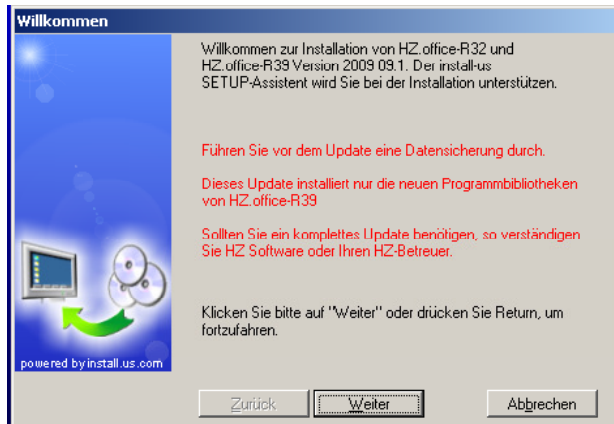 Willkommen
Willkommen zur Installation von HZ.office-R32 und
HZ.office-R39 Version 2009 09.1. Der install-us
SETUP-Assistent wird Sie bei der Installation unterstützen.
Führen Sie vor dem Update eine Datensicherung durch.
Dieses Update installiert nur die neuen Programmbibliotheken
von HZ.office-R39
Sollten Sie ein komplettes Update benötigen, so verständigen
Sie HZ Software oder Ihren HZ-Betreuer.
Klicken Sie bitte auf "Weiter" oder drücken Sie Return, um
fortzufahren.
powered by install.us.com
Zurück Weiter Abbrechen